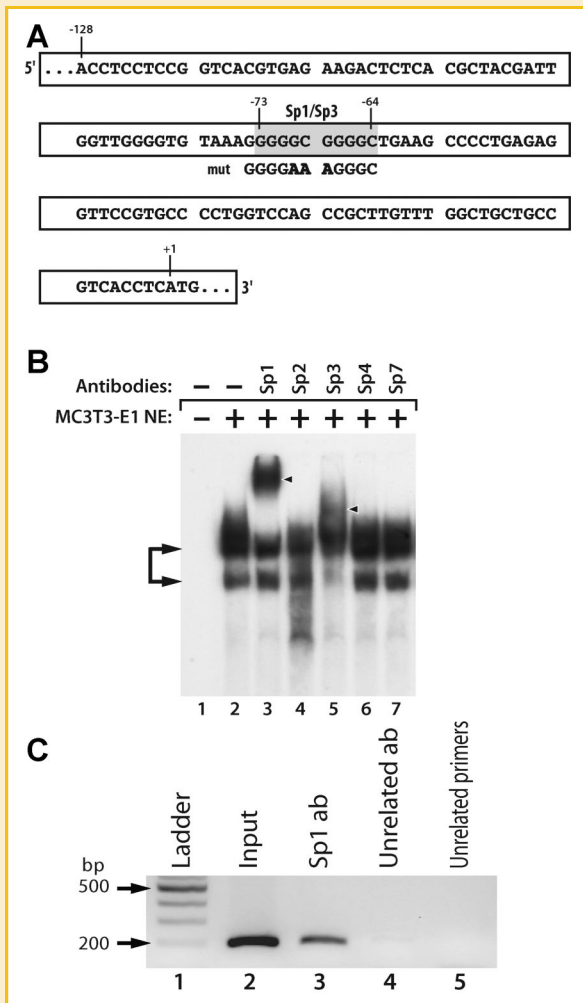 A
-128
5' ...ACCTCCTCCG GGTCACGTGAG AAGACTCTCA CGCTACGATT
-73 Sp1/Sp3 -64
GGTTGGGGTG TAAAGGGGGC GGGGCTGAAG CCCCTGAGAG
mut GGGGAA AGGGC
GTTCCGTGCC CCTGGTCCAG CCGCTTGTTT GGCTGCTGCC
+1
GTCACCTCATG... 3'
B
Antibodies: – – Sp1 Sp2 Sp3 Sp4 Sp7
MC3T3-E1 NE: – + + + + + +
1 2 3 4 5 6 7
C
bp Ladder Input Sp1 ab Unrelated ab Unrelated primers
500
200
1 2 3 4 5